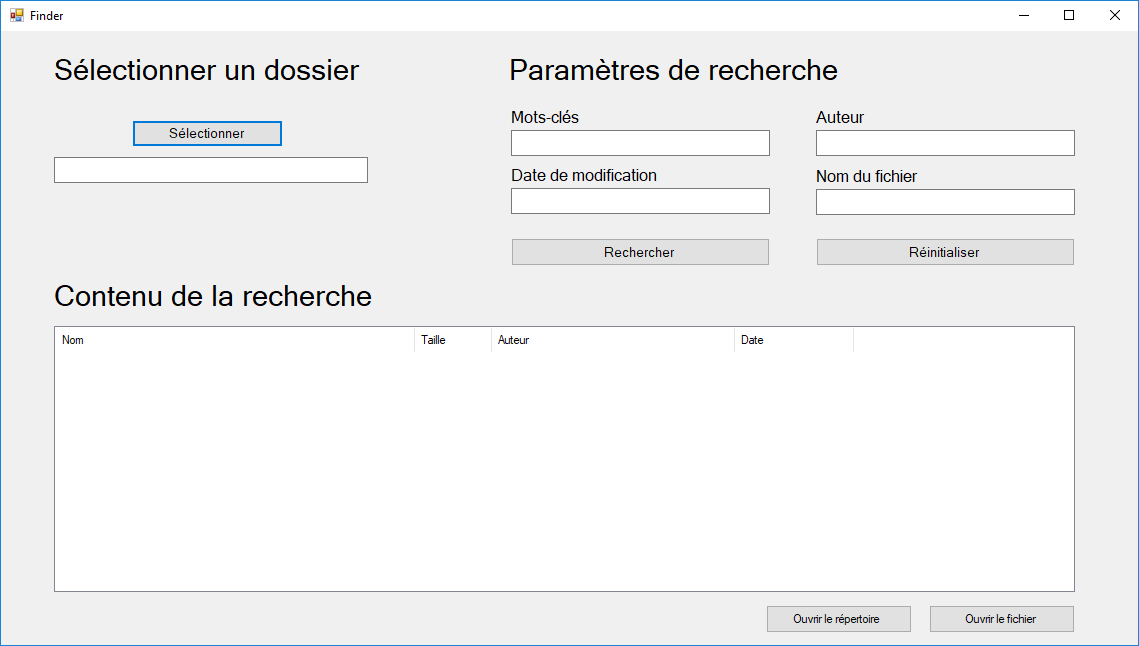 Finder
Sélectionner un dossier
Sélectionner
Paramètres de recherche
Mots-clés
Auteur
Date de modification
Nom du fichier
Rechercher
Réinitialiser
Contenu de la recherche
Nom Taille Auteur Date
Ouvrir le répertoire
Ouvrir le fichier